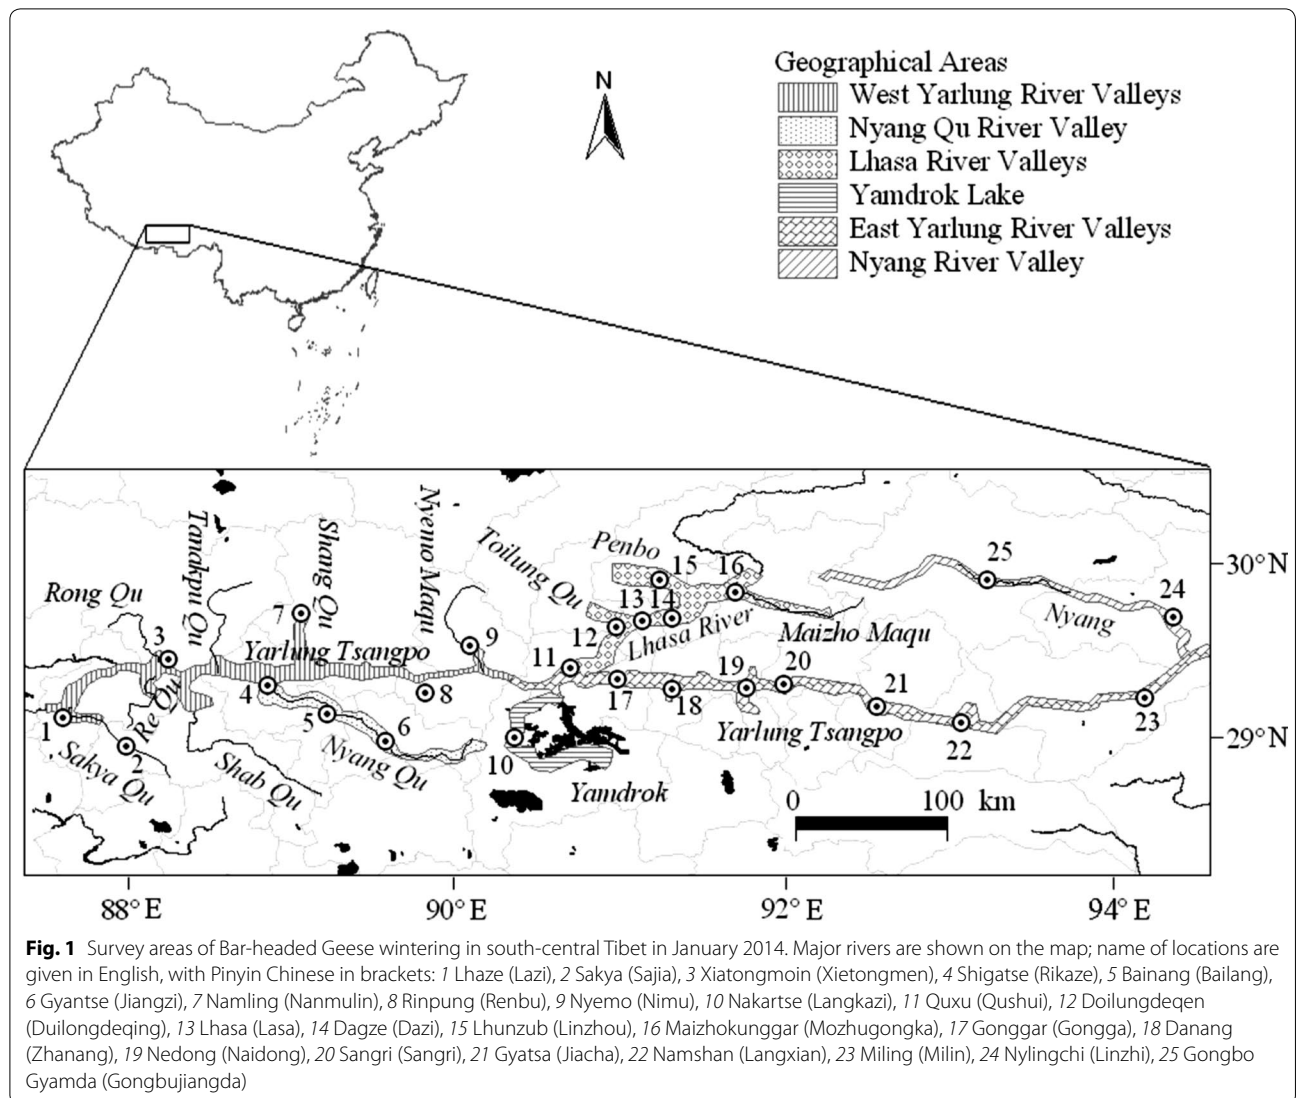 N
Geographical Areas
West Yarlung River Valleys
Nyang Qu River Valley
Lhasa River Valleys
Yamdrok Lake
East Yarlung River Valleys
Nyang River Valley
Rong Qu
Tanakpu Qu
Shang Qu
Nyemo Maqu
Toilung Qu
Penbo
15
16
25
30° N
24
Nyang
13
14
7
3
Yarlung Tsangpo
9
12
Lhasa River
Maizho Maqu
11
19
20
4
8
17
18
21
Re Qu
5
6
1
2
Sakya Qu
Shab Qu
Nyang Qu
10
Yamdrok
Yarlung Tsangpo
22
23
29° N
0 100 km
88° E
90° E
92° E
94° E
Fig. 1 Survey areas of Bar-headed Geese wintering in south-central Tibet in January 2014. Major rivers are shown on the map; name of locations are
given in English, with Pinyin Chinese in brackets: 1 Lhaze (Lazi), 2 Sakya (Sajia), 3 Xiatongmoin (Xietongmen), 4 Shigatse (Rikaze), 5 Bainang (Bailang),
6 Gyantse (Jiangzi), 7 Namling (Nanmulin), 8 Rinpung (Renbu), 9 Nyemo (Nimu), 10 Nakartse (Langkazi), 11 Quxu (Qushui), 12 Doilungdeqen
(Duilongdeqing), 13 Lhasa (Lasa), 14 Dagze (Dazi), 15 Lhunzub (Linzhou), 16 Maizhokunggar (Mozhugongka), 17 Gonggar (Gongga), 18 Danang
(Zhanang), 19 Nedong (Naidong), 20 Sangri (Sangri), 21 Gyatsa (Jiacha), 22 Namshan (Langxian), 23 Miling (Milin), 24 Nylingchi (Linzhi), 25 Gongbo
Gyamda (Gongbujiangda)